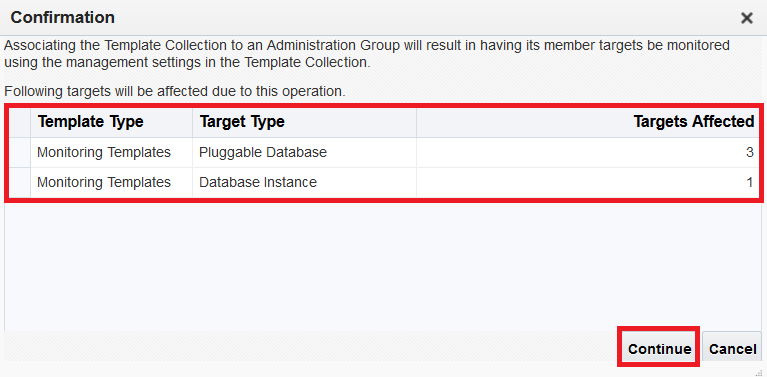 Confirmation
Associating the Template Collection to an Administration Group will result in having its member targets be monitored
using the management settings in the Template Collection.
Following targets will be affected due to this operation.
Template Type Target Type Targets Affected
Monitoring Templates Pluggable Database 3
Monitoring Templates Database Instance 1
Continue Cancel